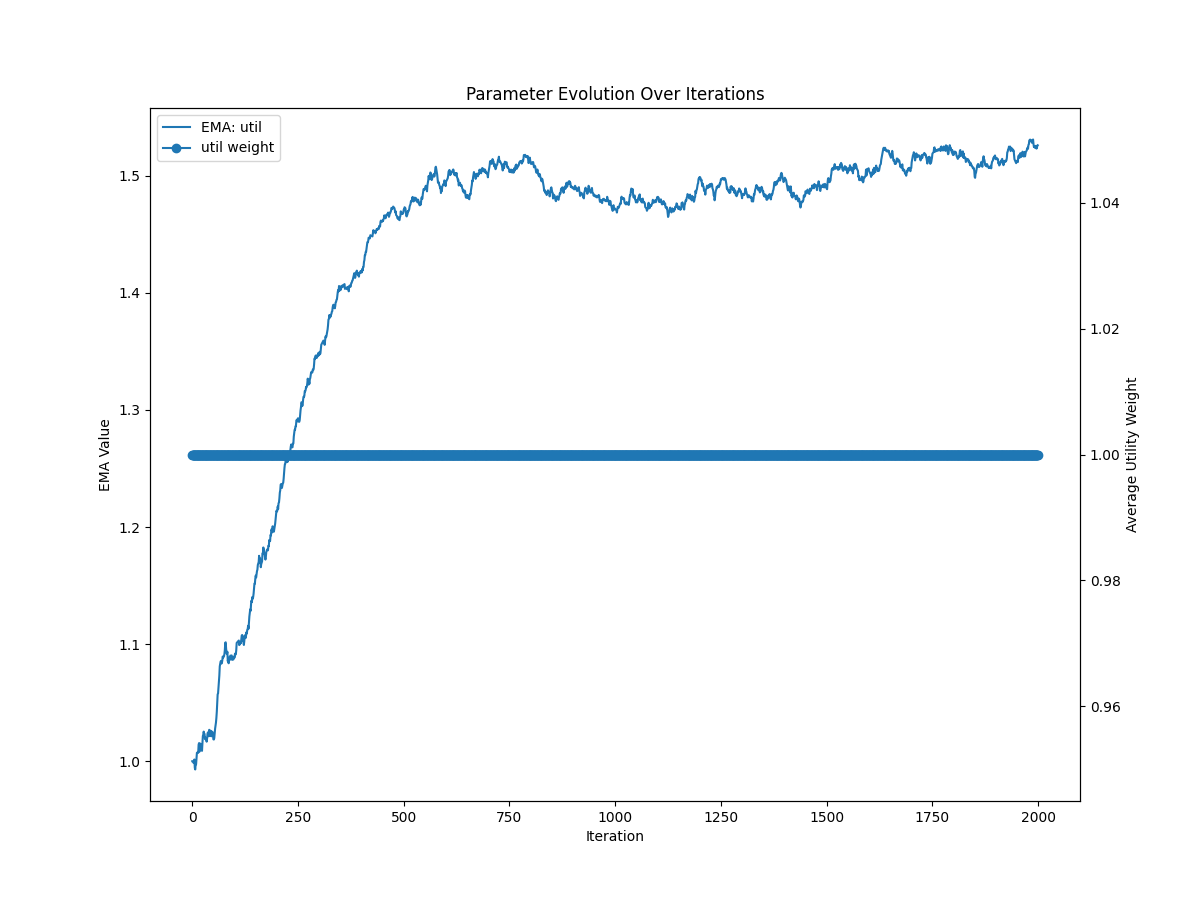 Parameter Evolution Over Iterations
EMA: util
util weight
1.5
1.4
1.3
1.2
1.1
1.0
EMA Value
1.04
1.02
1.00
0.98
0.96
Average Utility Weight
0 250 500 750 1000 1250 1500 1750 2000
Iteration